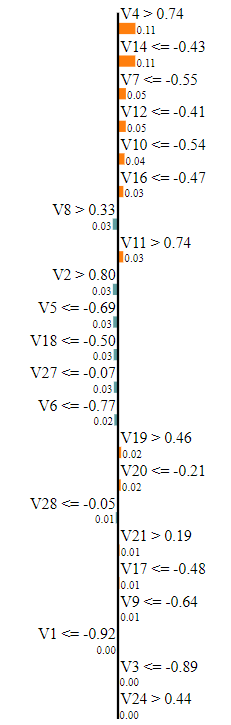 V4 > 0.74
0.11
V14 <= -0.43
0.11
V7 <= -0.55
0.05
V12 <= -0.41
0.05
V10 <= -0.54
0.04
V16 <= -0.47
0.03
V8 > 0.33
0.03
V11 > 0.74
0.03
V2 > 0.80
0.03
V5 <= -0.69
0.03
V18 <= -0.50
0.03
V27 <= -0.07
0.03
V6 <= -0.77
0.02
V19 > 0.46
0.02
V20 <= -0.21
0.02
V28 <= -0.05
0.01
V21 > 0.19
0.01
V17 <= -0.48
0.01
V9 <= -0.64
0.01
V1 <= -0.92
0.00
V3 <= -0.89
0.00
V24 > 0.44
0.00